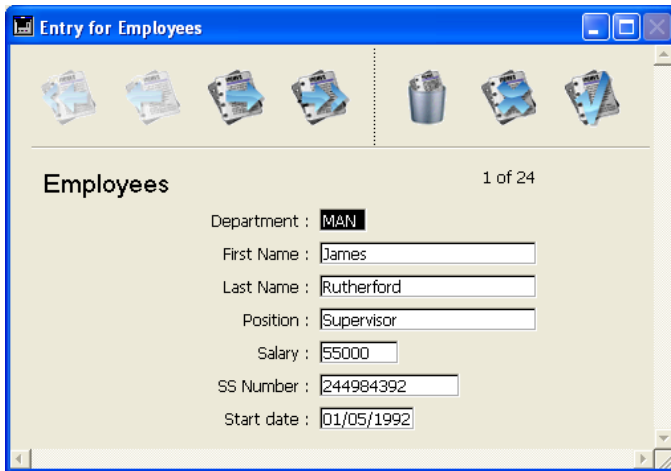 Entry for Employees
Employees
1 of 24
Department : MAN
First Name : James
Last Name : Rutherford
Position : Supervisor
Salary : 55000
SS Number : 244984392
Start date : 01/05/1992